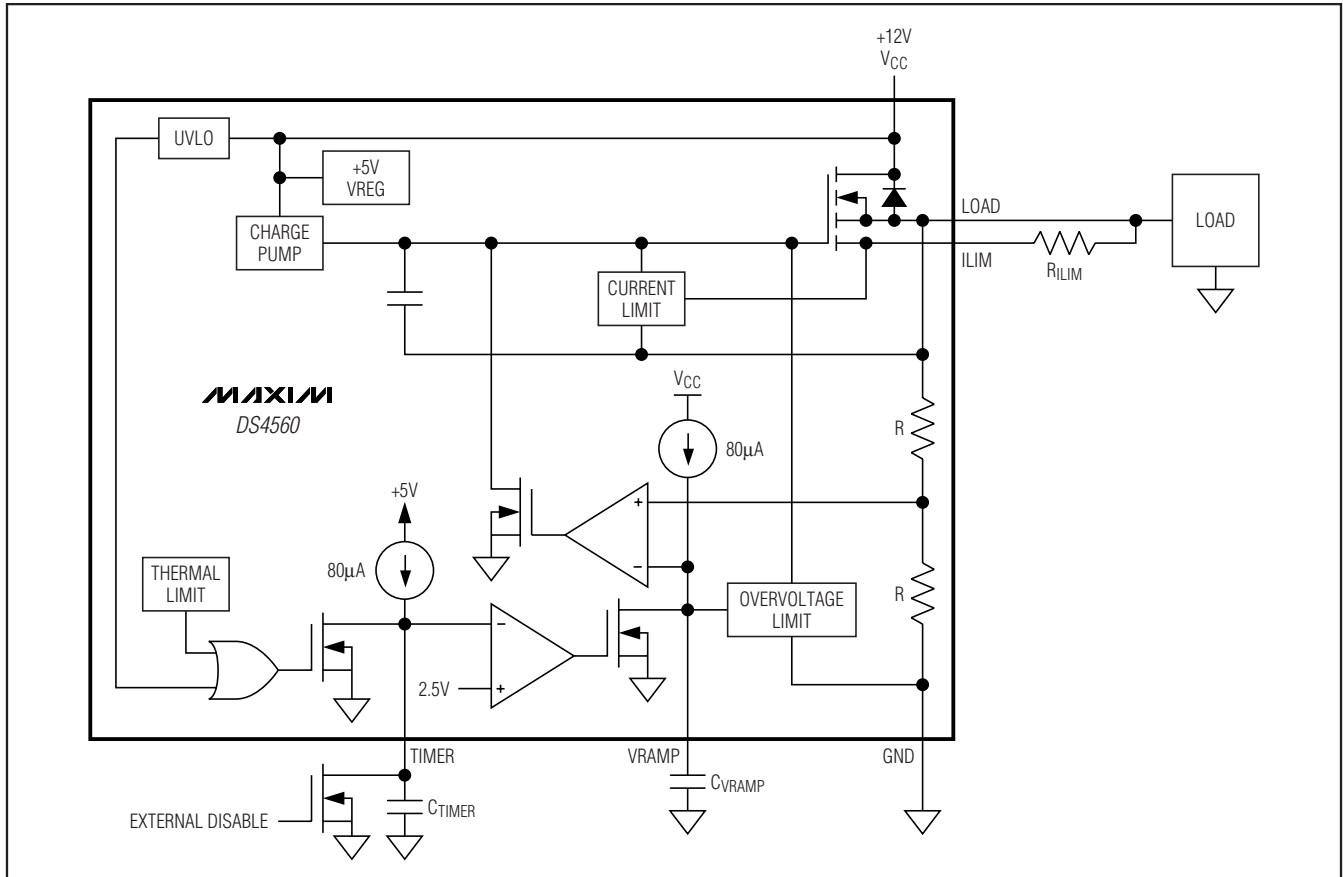 +12V
VCC
UVLO
+5V
VREG
CHARGE
PUMP
LOAD
LOAD
ILIM
RILIM
CURRENT
LIMIT
MAXIM
DS4560
VCC
80µA
R
+5V
+
−
80µA
THERMAL
LIMIT
OVERVOLTAGE
LIMIT
R
−
2.5V
+
TIMER
VRAMP
GND
CVRAMP
CTIMER
EXTERNAL DISABLE